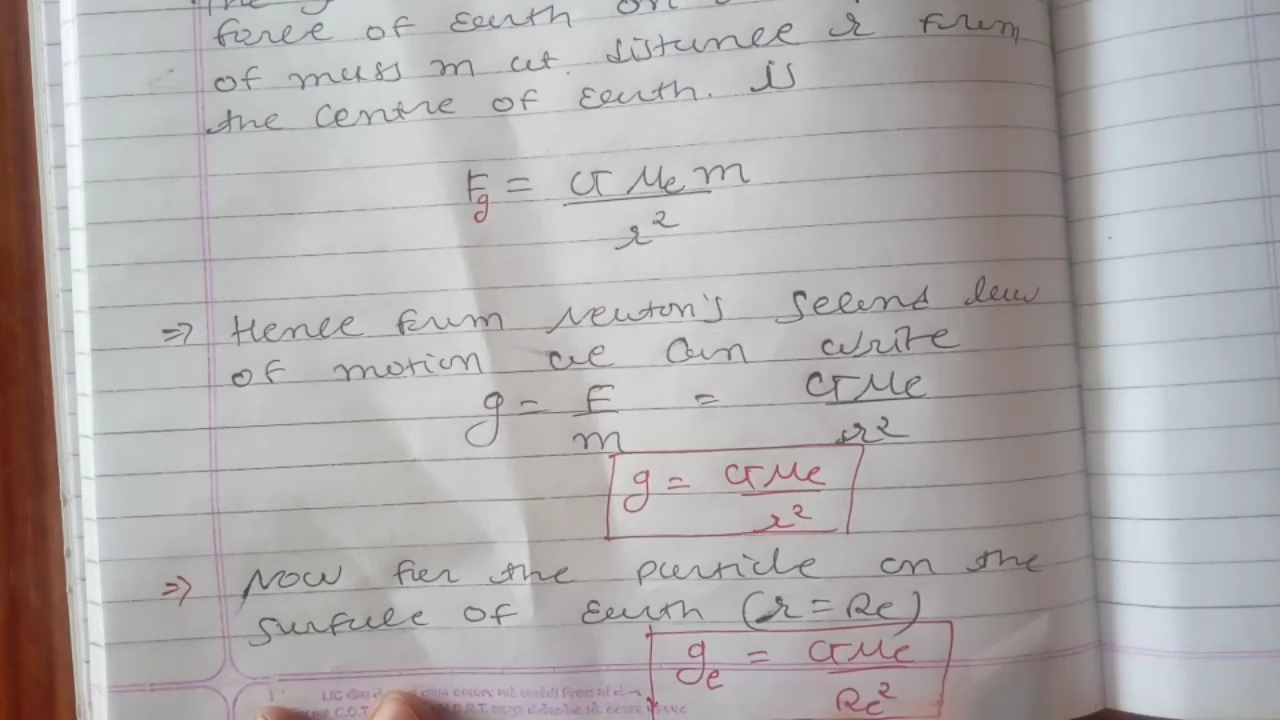 force of Earth on
of mass m at. distance r from
the centre of Earth. is
Fg = GMem / r²
⇒ Hence from Newton's second law
of motion we can write
g = F/m = GMe / r²
g = GMe / r²
⇒ Now for the particle on the
surface of Earth (r = Re)
ge = GMe / Re²